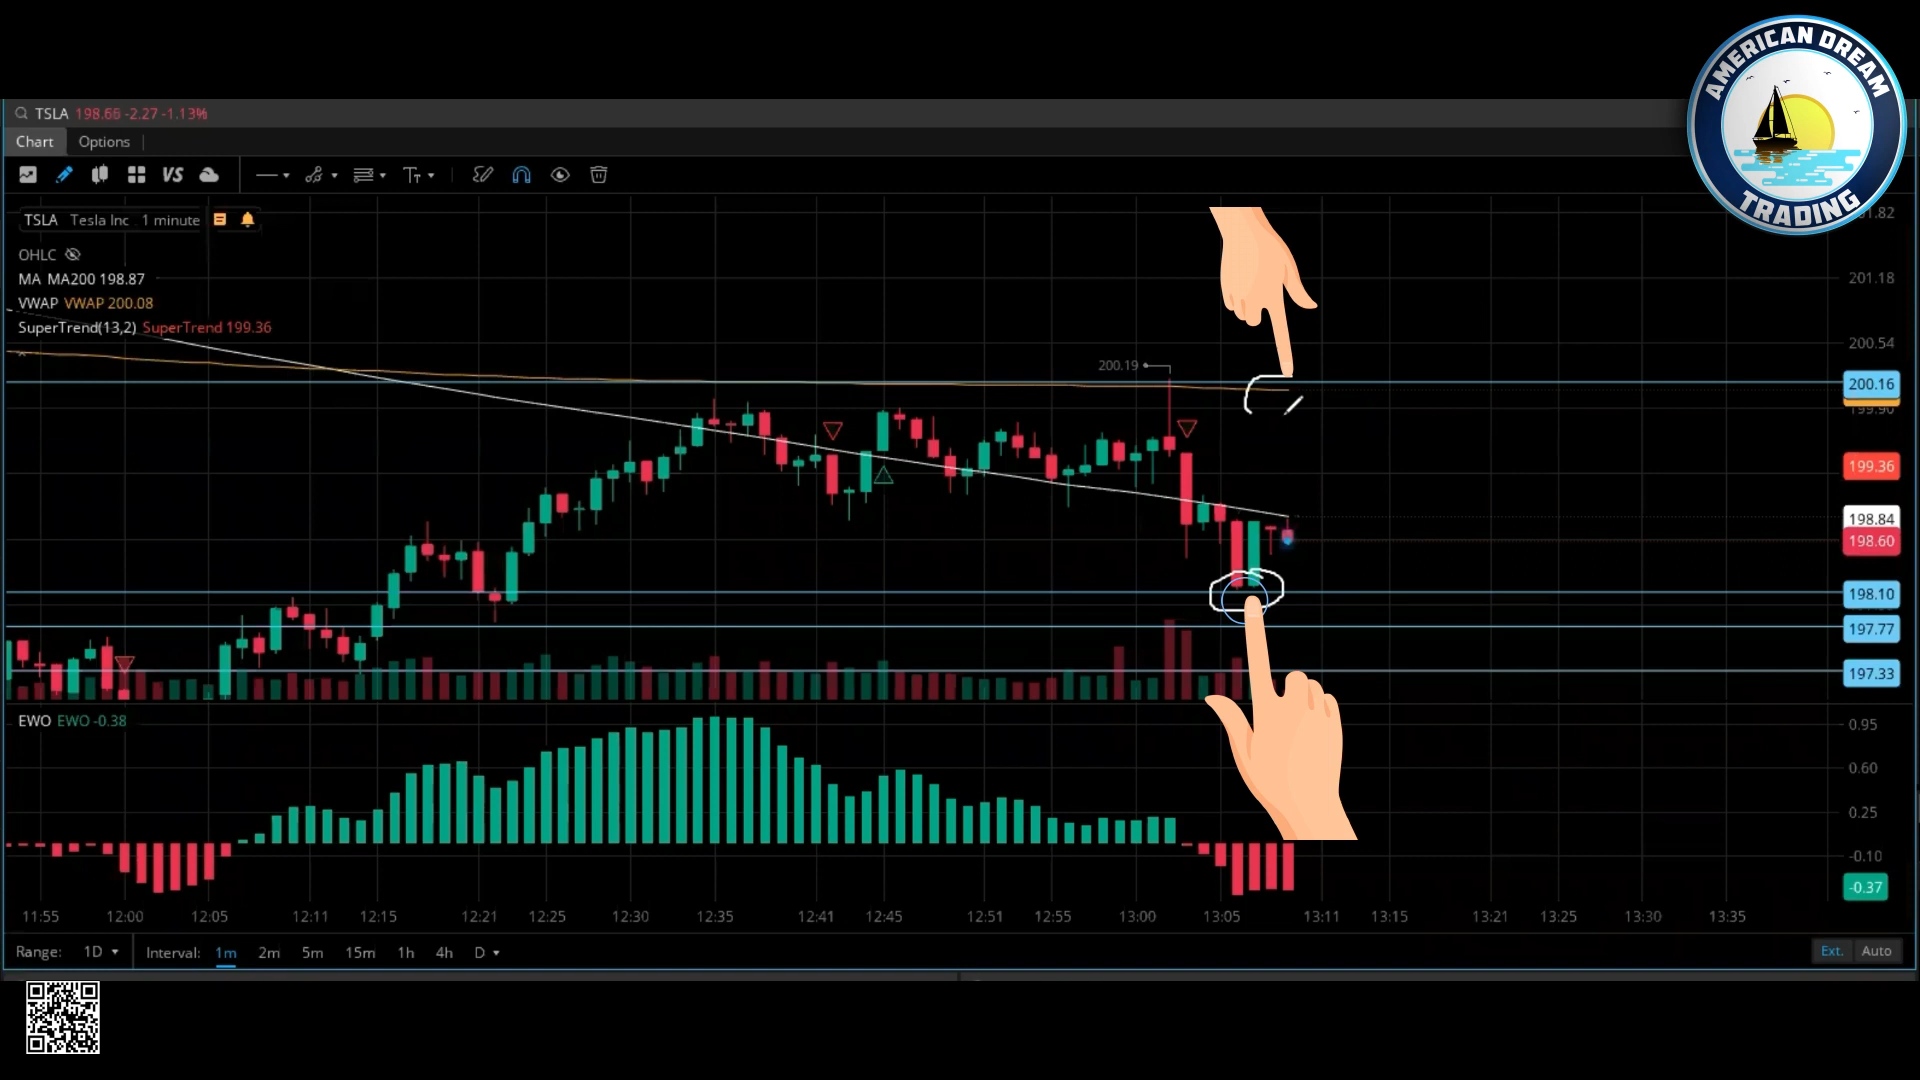 AMERICAN DREAM
TRADING
TSLA 198.66 -2.27 -1.13%
Chart Options
VS
TSLA Tesla Inc 1 minute
OHLC
MA MA200 198.87
VWAP VWAP 200.08
SuperTrend(13,2) SuperTrend 199.36
200.19
201.18
200.54
200.16
199.90
199.36
198.84
198.60
198.10
197.77
197.33
EWO EWO -0.38
0.95
0.60
0.25
-0.10
-0.37
11:55 12:00 12:05 12:11 12:15 12:21 12:25 12:30 12:35 12:41 12:45 12:51 12:55 13:00 13:05 13:11 13:15 13:21 13:25 13:30 13:35
Range: 1D Interval: 1m 2m 5m 15m 1h 4h D Ext. Auto